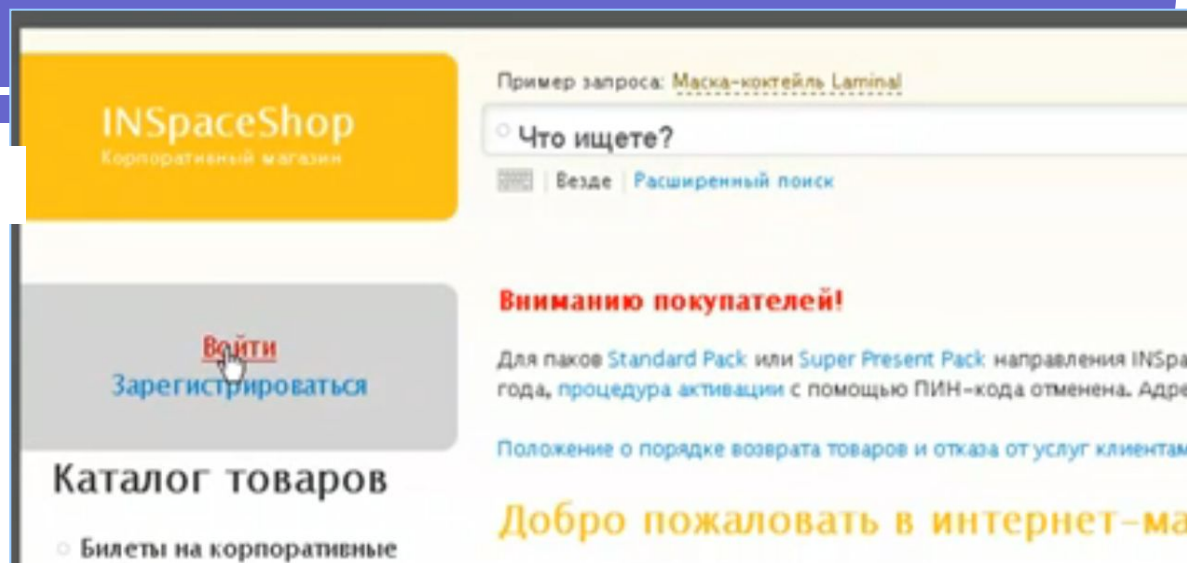 INSpaceShop
Корпоративный магазин
Пример запроса: Маска-коктейль Laminal
Что ищете?
Везде | Расширенный поиск
Войти
Зарегистрироваться
Вниманию покупателей!
Для паков Standard Pack или Super Present Pack направления INSpa
года, процедура активации с помощью ПИН-кода отменена. Адре
Положение о порядке возврата товаров и отказа от услуг клиентам
Каталог товаров
Добро пожаловать в интернет-ма
Билеты на корпоративные